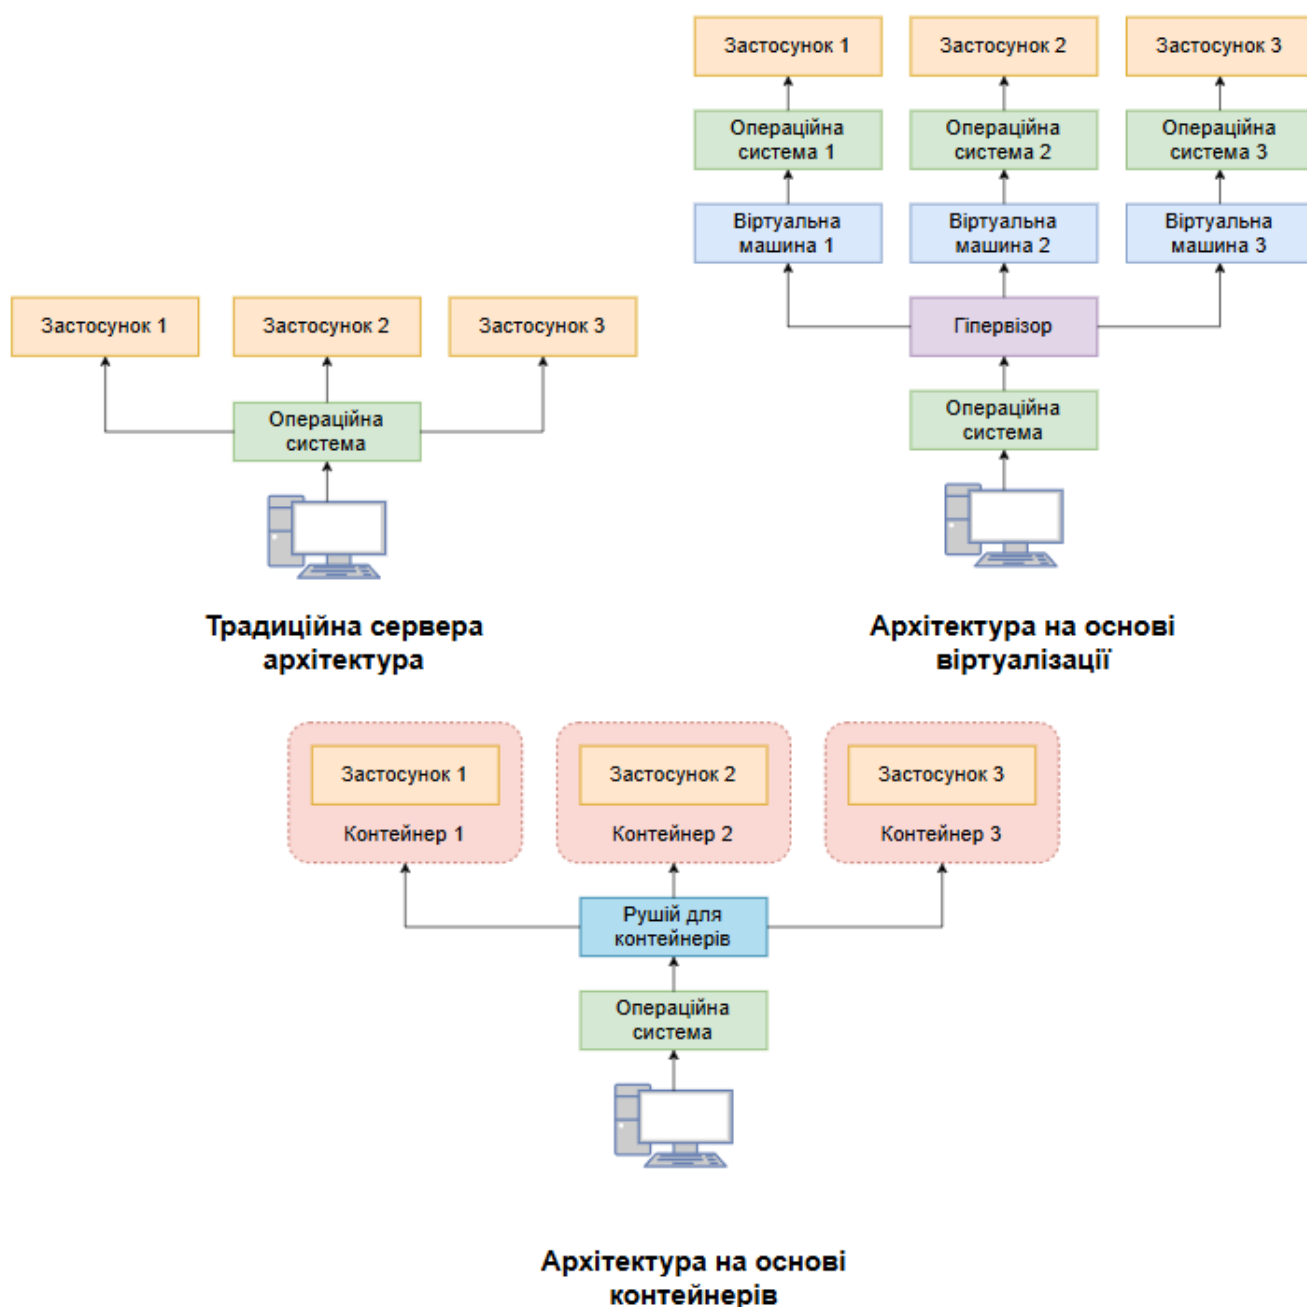 Застосунок 1
Застосунок 2
Застосунок 3
Операційна
система
Традиційна сервера
архітектура
Застосунок 1
Застосунок 2
Застосунок 3
Операційна
система 1
Операційна
система 2
Операційна
система 3
Віртуальна
машина 1
Віртуальна
машина 2
Віртуальна
машина 3
Гіпервізор
Операційна
система
Архітектура на основі
віртуалізації
Застосунок 1
Контейнер 1
Застосунок 2
Контейнер 2
Застосунок 3
Контейнер 3
Рушій для
контейнерів
Операційна
система
Архітектура на основі
контейнерів